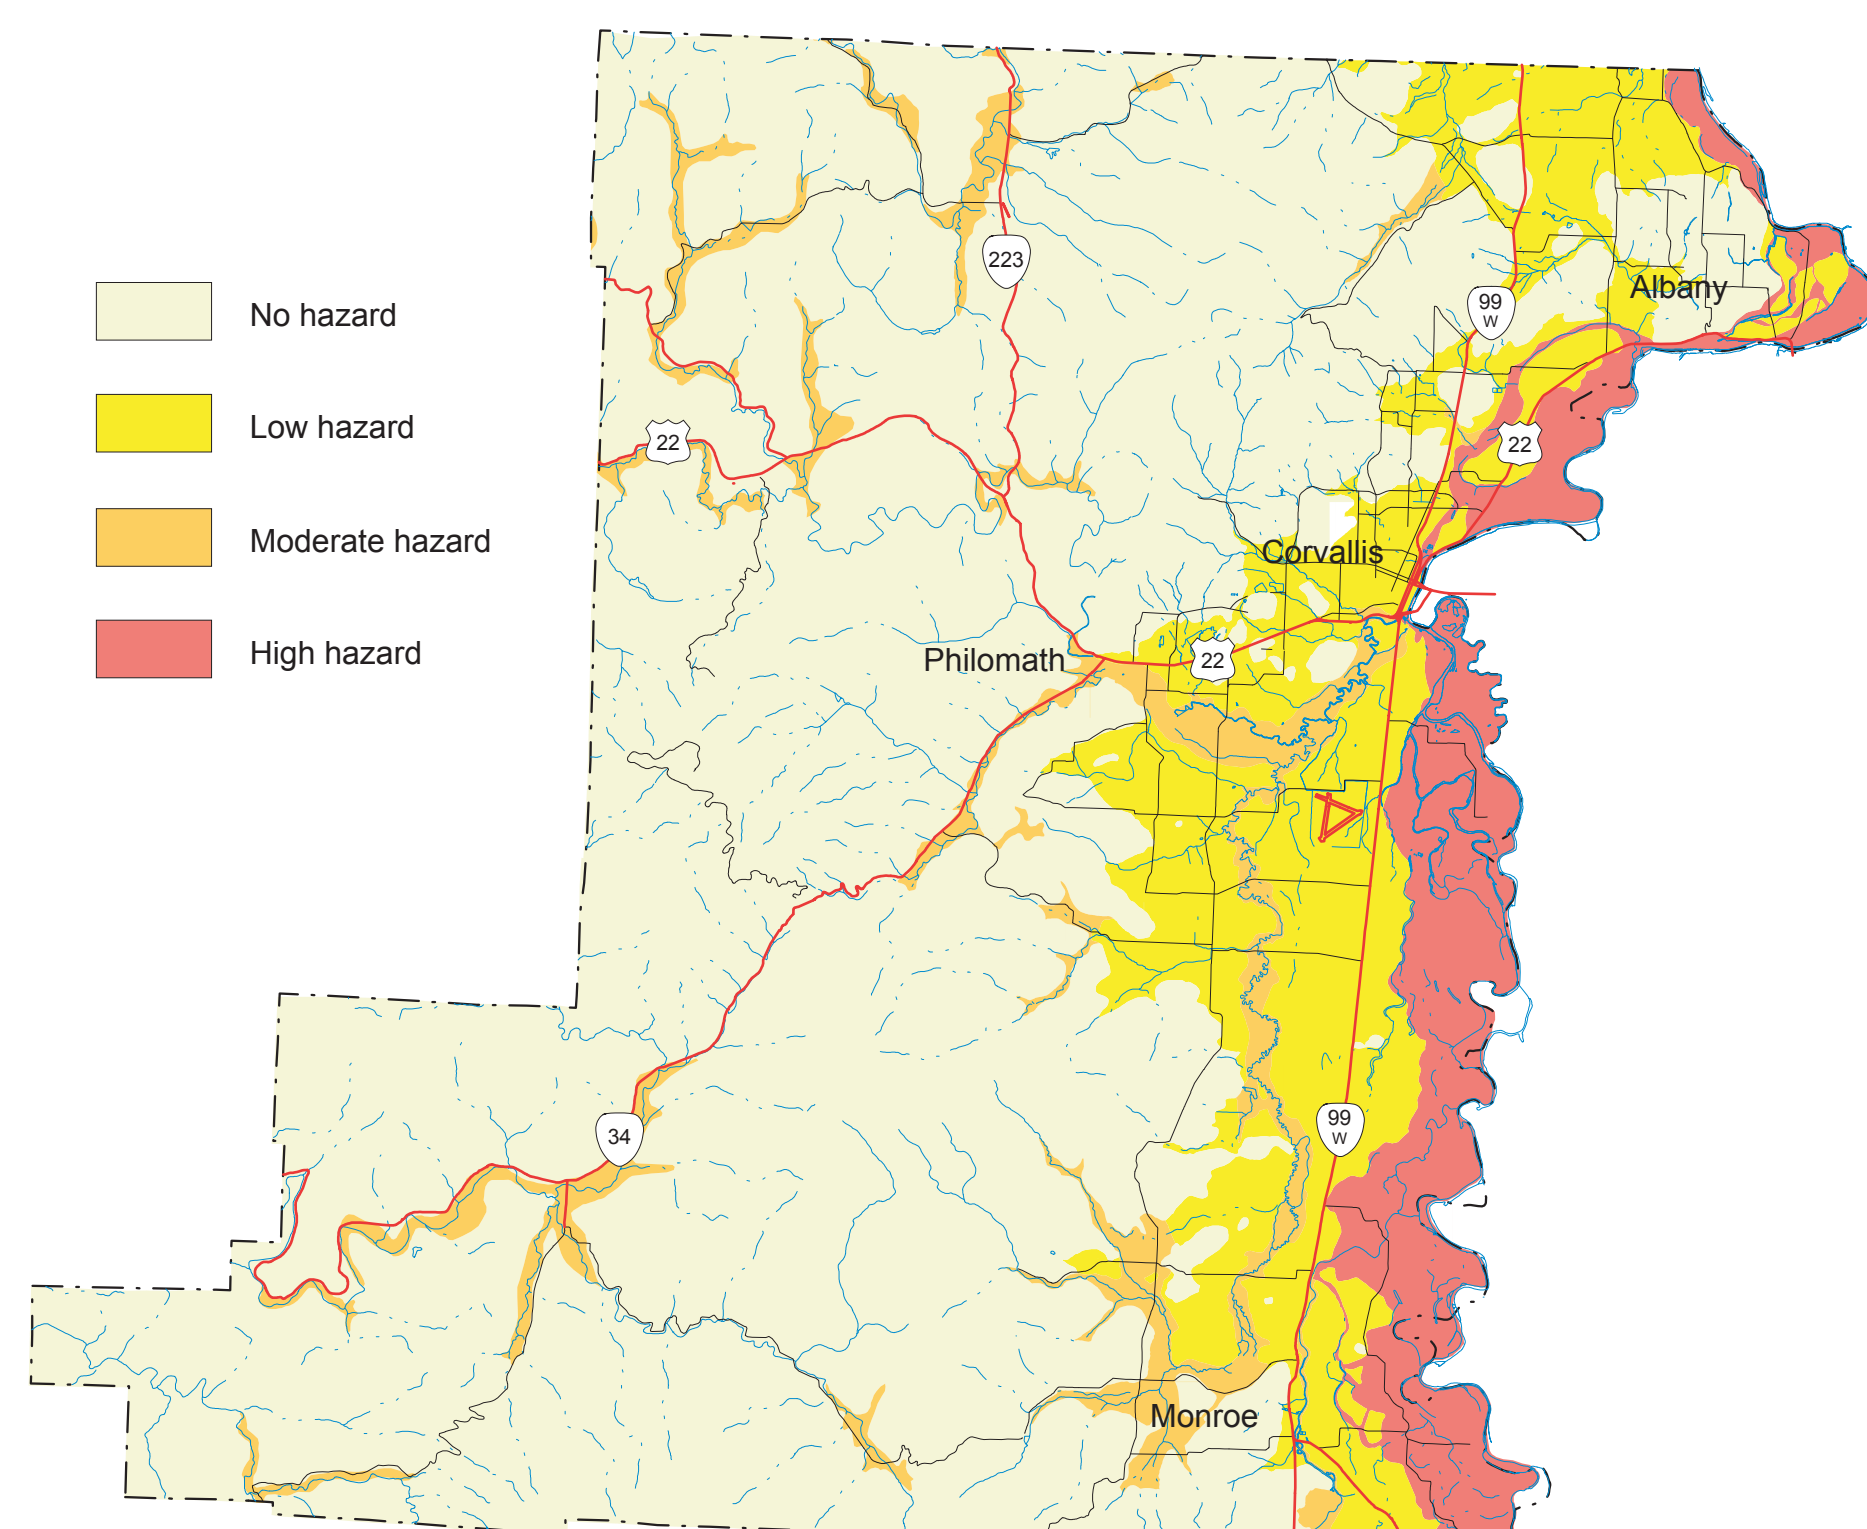 No hazard
Low hazard
Moderate hazard
High hazard
223
99
W
Albany
22
22
Corvallis
Philomath
22
34
99
W
Monroe